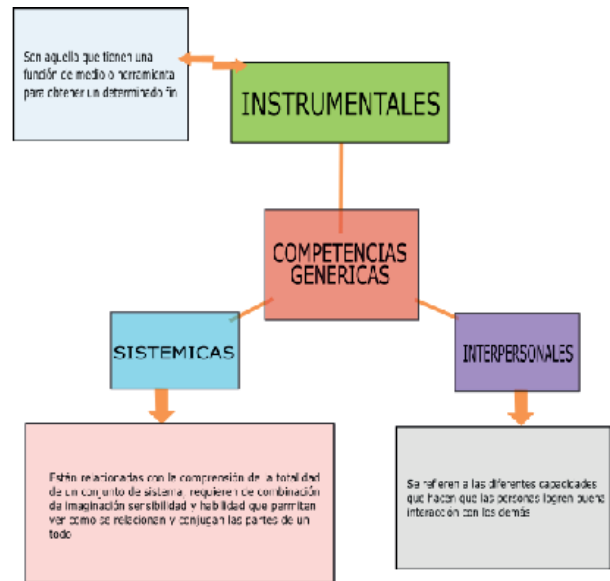 Son aquello que tienen una
función de medio o herramienta
para obtener un determinado fin
INSTRUMENTALES
COMPETENCIAS
GENERICAS
SISTEMICAS
INTERPERSONALES
Están relacionadas con la comprensión de la totalidad
de un conjunto de sistema, requieren de combinación
de imaginación sensibilidad y habilidad que permitan
ver como se relacionan y conjugan las partes de un
todo
Se refieren a las diferentes capacidades
que hacen que las personas logren buena
interacción con los demás